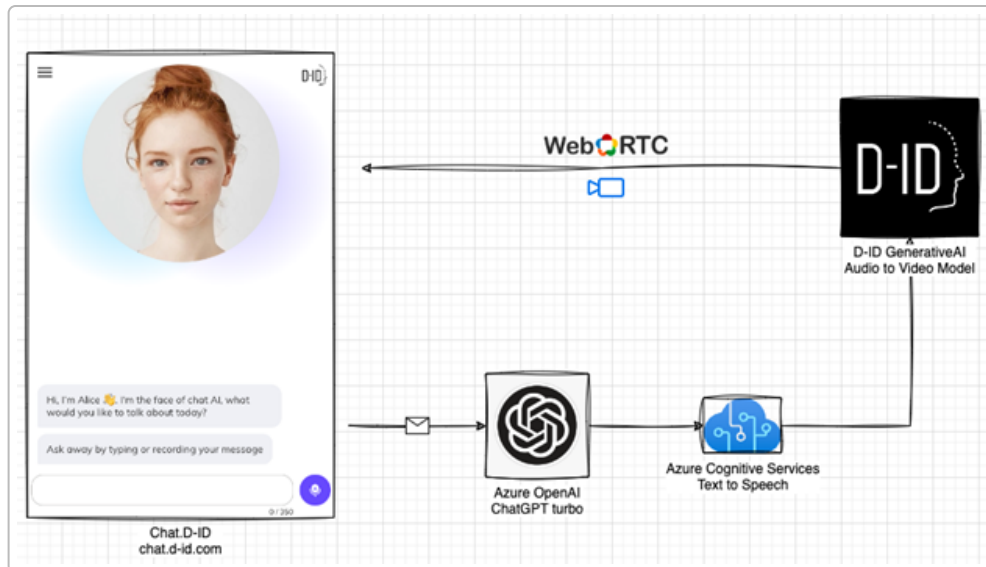 D-ID
Hi, I'm Alice 👋. I'm the face of chat AI, what
would you like to talk about today?
Ask away by typing or recording your message
0 / 350
Chat.D-ID
chat.d-id.com
WebRTC
D-ID
D-ID GenerativeAI
Audio to Video Model
Azure OpenAI
ChatGPT turbo
Azure Cognitive Services
Text to Speech